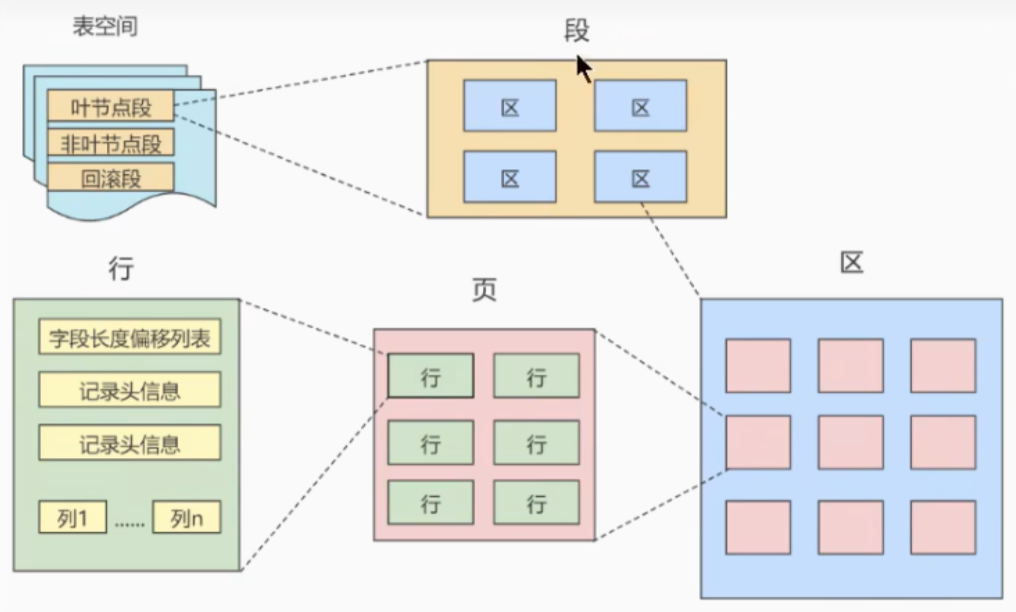 表空间
段
叶节点段
非叶节点段
回滚段
区
区
区
区
行
页
区
字段长度偏移列表
记录头信息
记录头信息
列1 ...... 列n
行
行
行
行
行
行